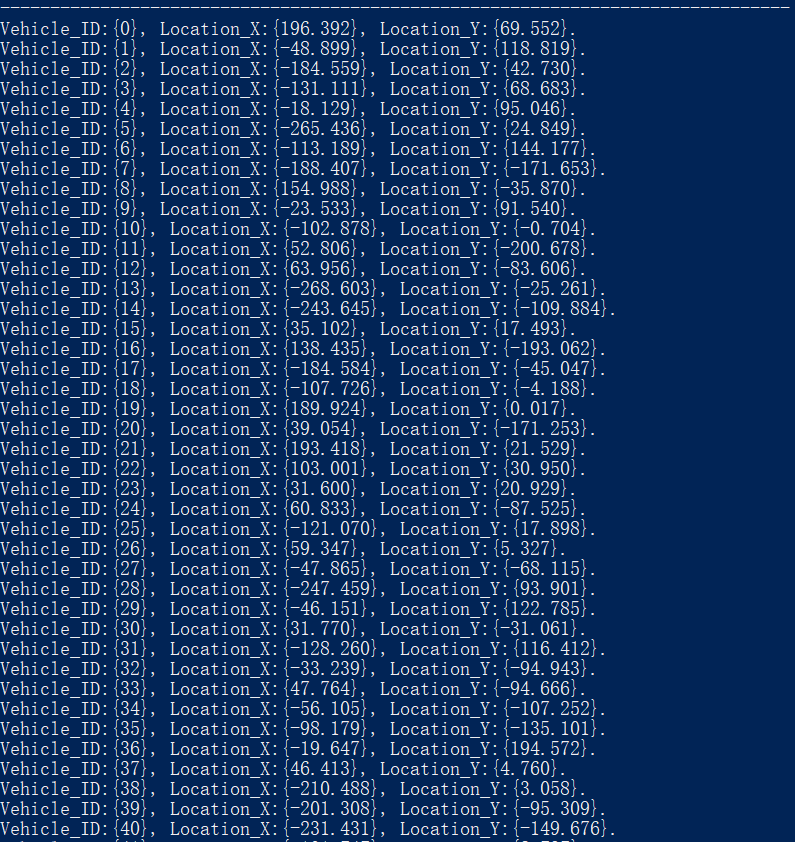 Vehicle_ID:{0}, Location_X:{196.392}, Location_Y:{69.552}.
Vehicle_ID:{1}, Location_X:{-48.899}, Location_Y:{118.819}.
Vehicle_ID:{2}, Location_X:{-184.559}, Location_Y:{42.730}.
Vehicle_ID:{3}, Location_X:{-131.111}, Location_Y:{68.683}.
Vehicle_ID:{4}, Location_X:{-18.129}, Location_Y:{95.046}.
Vehicle_ID:{5}, Location_X:{-265.436}, Location_Y:{24.849}.
Vehicle_ID:{6}, Location_X:{-113.189}, Location_Y:{144.177}.
Vehicle_ID:{7}, Location_X:{-188.407}, Location_Y:{-171.653}.
Vehicle_ID:{8}, Location_X:{154.988}, Location_Y:{-35.870}.
Vehicle_ID:{9}, Location_X:{-23.533}, Location_Y:{91.540}.
Vehicle_ID:{10}, Location_X:{-102.878}, Location_Y:{-0.704}.
Vehicle_ID:{11}, Location_X:{52.806}, Location_Y:{-200.678}.
Vehicle_ID:{12}, Location_X:{63.956}, Location_Y:{-83.606}.
Vehicle_ID:{13}, Location_X:{-268.603}, Location_Y:{-25.261}.
Vehicle_ID:{14}, Location_X:{-243.645}, Location_Y:{-109.884}.
Vehicle_ID:{15}, Location_X:{35.102}, Location_Y:{17.493}.
Vehicle_ID:{16}, Location_X:{138.435}, Location_Y:{-193.062}.
Vehicle_ID:{17}, Location_X:{-184.584}, Location_Y:{-45.047}.
Vehicle_ID:{18}, Location_X:{-107.726}, Location_Y:{-4.188}.
Vehicle_ID:{19}, Location_X:{189.924}, Location_Y:{0.017}.
Vehicle_ID:{20}, Location_X:{39.054}, Location_Y:{-171.253}.
Vehicle_ID:{21}, Location_X:{193.418}, Location_Y:{21.529}.
Vehicle_ID:{22}, Location_X:{103.001}, Location_Y:{30.950}.
Vehicle_ID:{23}, Location_X:{31.600}, Location_Y:{20.929}.
Vehicle_ID:{24}, Location_X:{60.833}, Location_Y:{-87.525}.
Vehicle_ID:{25}, Location_X:{-121.070}, Location_Y:{17.898}.
Vehicle_ID:{26}, Location_X:{59.347}, Location_Y:{5.327}.
Vehicle_ID:{27}, Location_X:{-47.865}, Location_Y:{-68.115}.
Vehicle_ID:{28}, Location_X:{-247.459}, Location_Y:{93.901}.
Vehicle_ID:{29}, Location_X:{-46.151}, Location_Y:{122.785}.
Vehicle_ID:{30}, Location_X:{31.770}, Location_Y:{-31.061}.
Vehicle_ID:{31}, Location_X:{-128.260}, Location_Y:{116.412}.
Vehicle_ID:{32}, Location_X:{-33.239}, Location_Y:{-94.943}.
Vehicle_ID:{33}, Location_X:{47.764}, Location_Y:{-94.666}.
Vehicle_ID:{34}, Location_X:{-56.105}, Location_Y:{-107.252}.
Vehicle_ID:{35}, Location_X:{-98.179}, Location_Y:{-135.101}.
Vehicle_ID:{36}, Location_X:{-19.647}, Location_Y:{194.572}.
Vehicle_ID:{37}, Location_X:{46.413}, Location_Y:{4.760}.
Vehicle_ID:{38}, Location_X:{-210.488}, Location_Y:{3.058}.
Vehicle_ID:{39}, Location_X:{-201.308}, Location_Y:{-95.309}.
Vehicle_ID:{40}, Location_X:{-231.431}, Location_Y:{-149.676}.